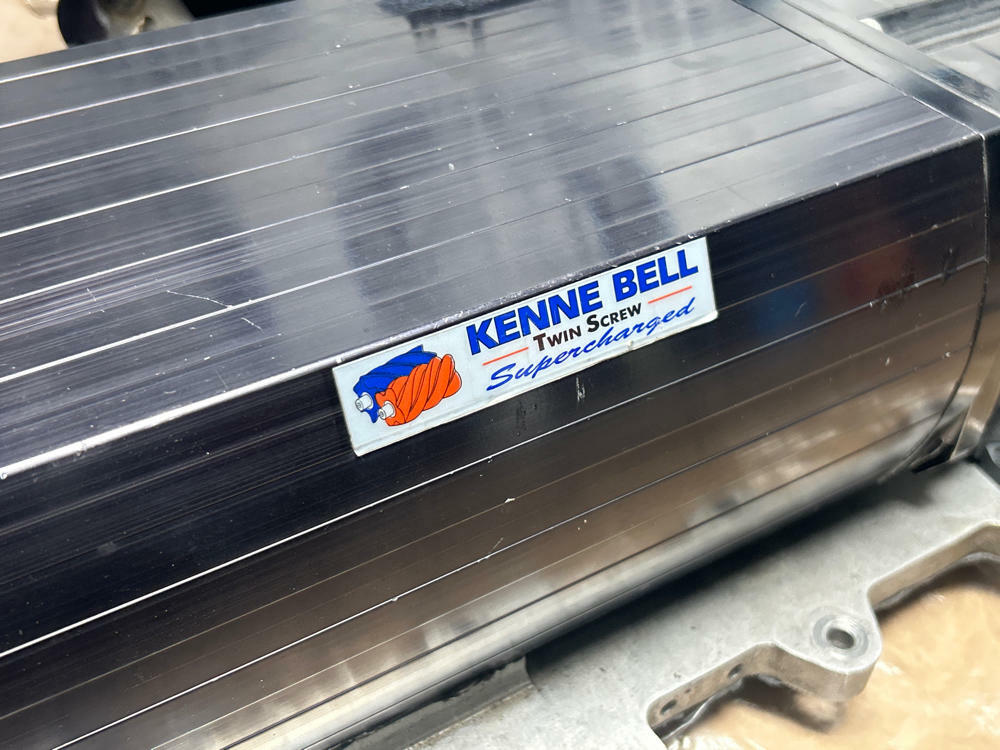 KENNE BELL
TWIN SCREW
Supercharged